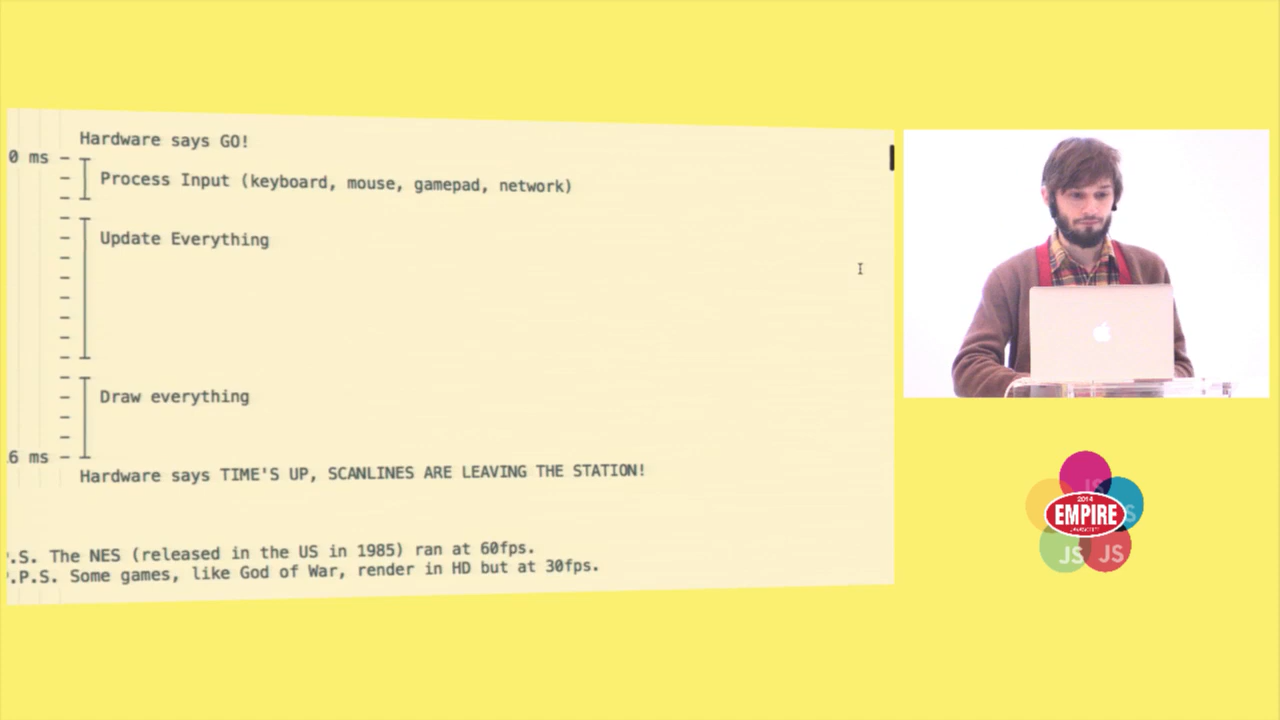 Hardware says GO!
0 ms
Process Input (keyboard, mouse, gamepad, network)
Update Everything
Draw everything
6 ms
Hardware says TIME'S UP, SCANLINES ARE LEAVING THE STATION!
.S. The NES (released in the US in 1985) ran at 60fps.
.P.S. Some games, like God of War, render in HD but at 30fps.
JS
JS
2014
EMPIRE
JS
JS